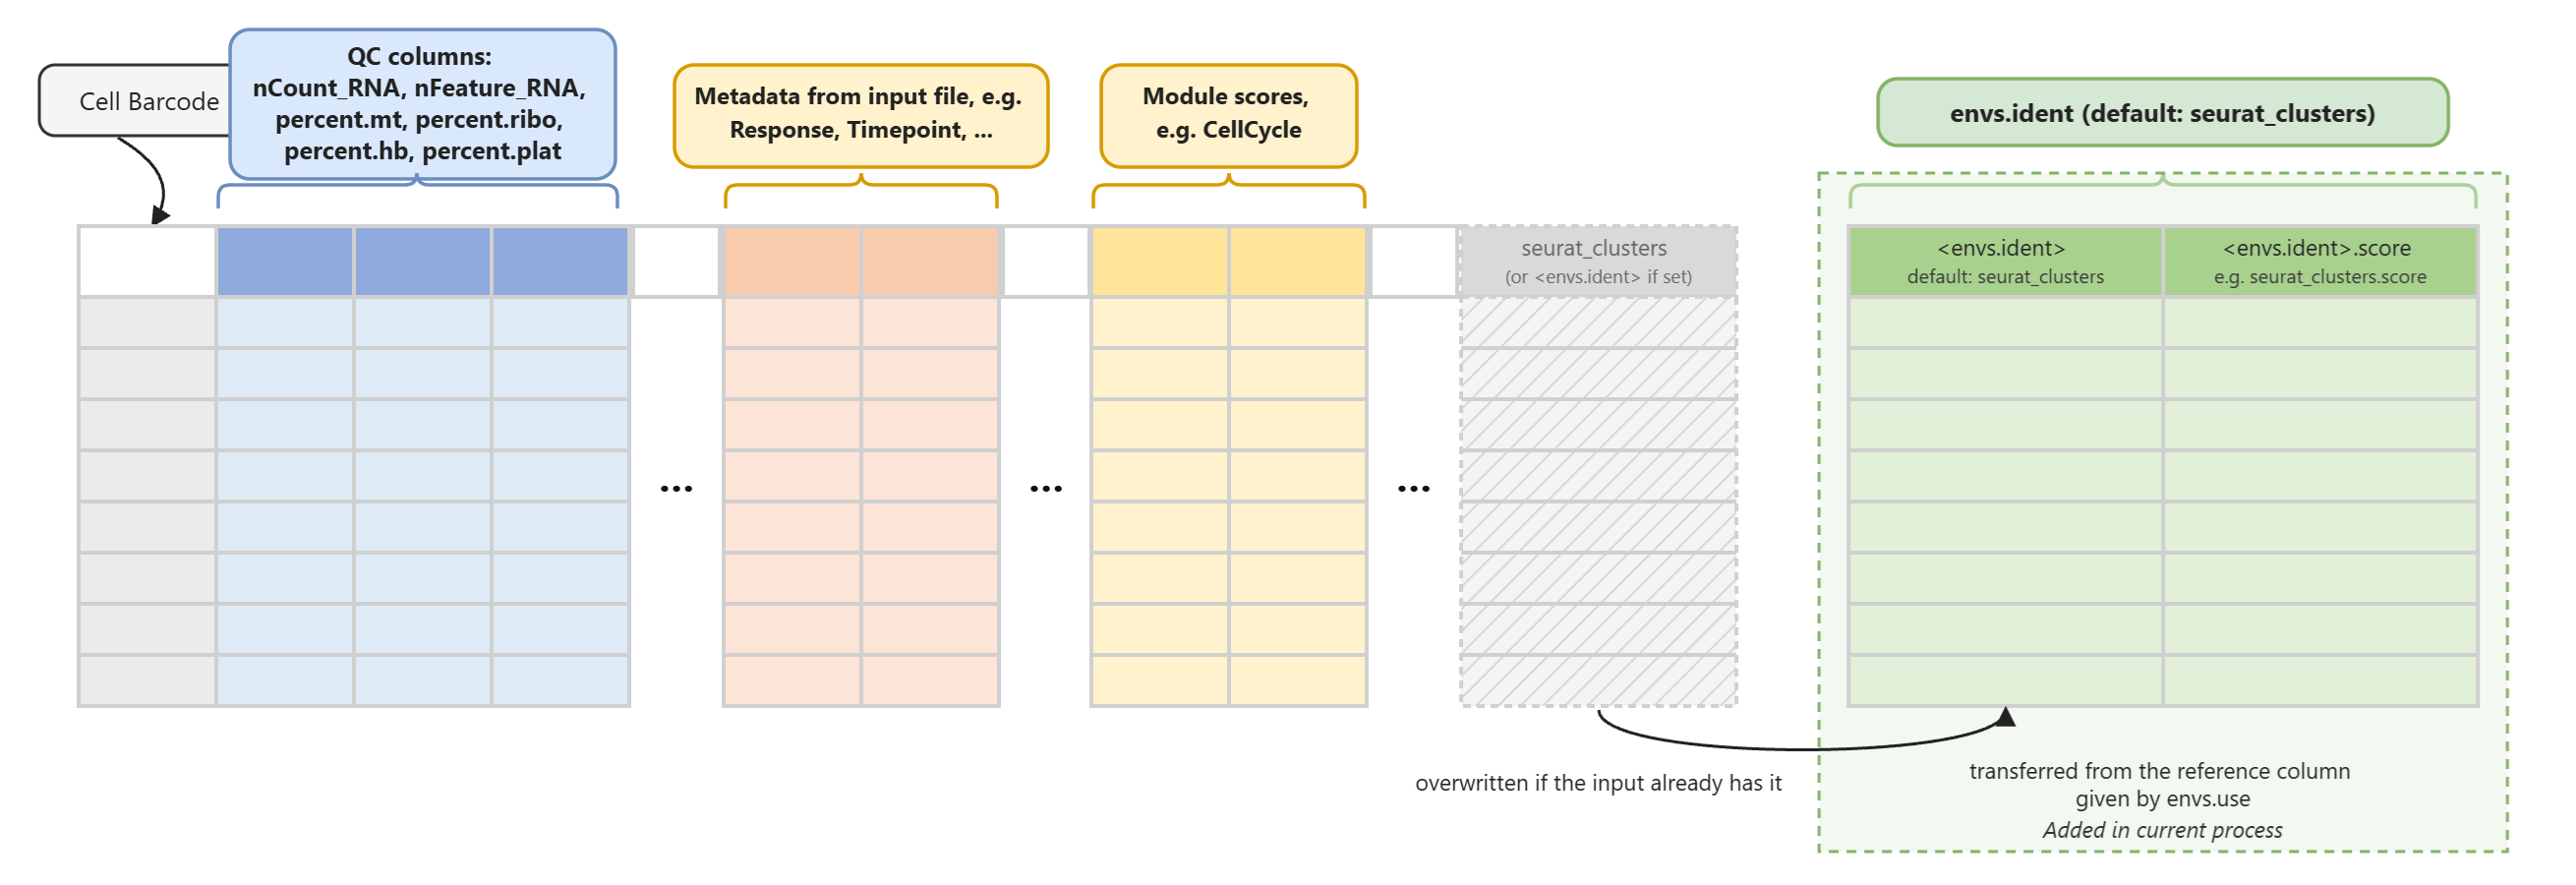 Cell Barcode
QC columns:
nCount_RNA, nFeature_RNA,
percent.mt, percent.ribo,
percent.hb, percent.plat
Metadata from input file, e.g.
Response, Timepoint, ...
Module scores,
e.g. CellCycle
envs.ident (default: seurat_clusters)
seurat_clusters
(or <envs.ident> if set)
<envs.ident>
default: seurat_clusters
<envs.ident>.score
e.g. seurat_clusters.score
...
...
...
overwritten if the input already has it
transferred from the reference column
given by envs.use
Added in current process